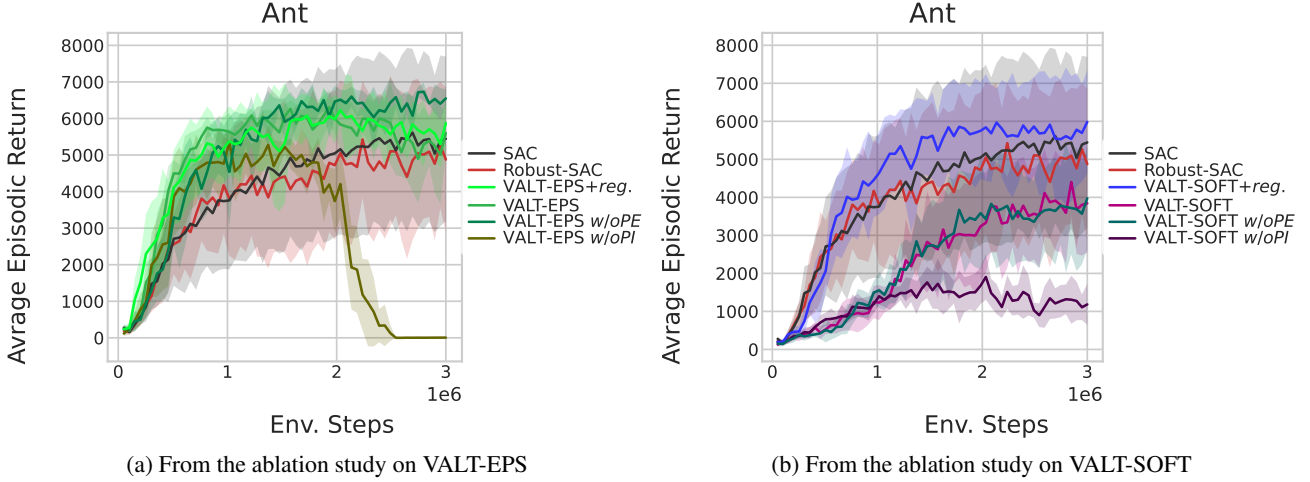 Ant
Avrage Episodic Return
8000
7000
6000
5000
4000
3000
2000
1000
0
0 1 2 3
1e6
Env. Steps
SAC
Robust-SAC
VALT-EPS+reg.
VALT-EPS
VALT-EPS w/oPE
VALT-EPS w/oPI
(a) From the ablation study on VALT-EPS
Ant
Avrage Episodic Return
8000
7000
6000
5000
4000
3000
2000
1000
0
0 1 2 3
1e6
Env. Steps
SAC
Robust-SAC
VALT-SOFT+reg.
VALT-SOFT
VALT-SOFT w/oPE
VALT-SOFT w/oPI
(b) From the ablation study on VALT-SOFT